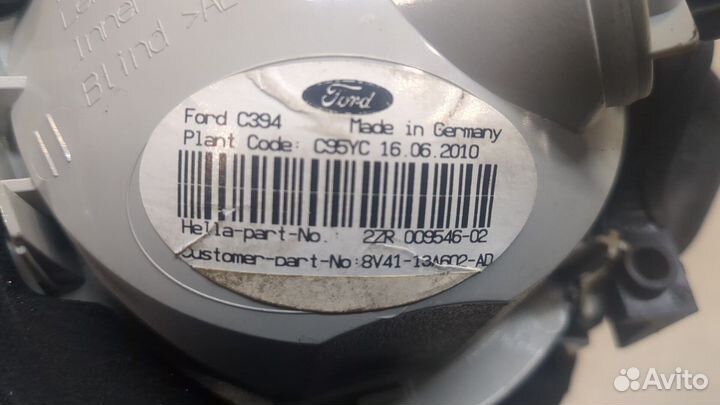 Inner
Blind >A
Ford
Ford C394 Made in Germany
Plant Code: C95YC 16.06.2010
Hella-part-No.: 2ZR 009546-02
Customer-part-No:8V41-13A602-AD
Avito